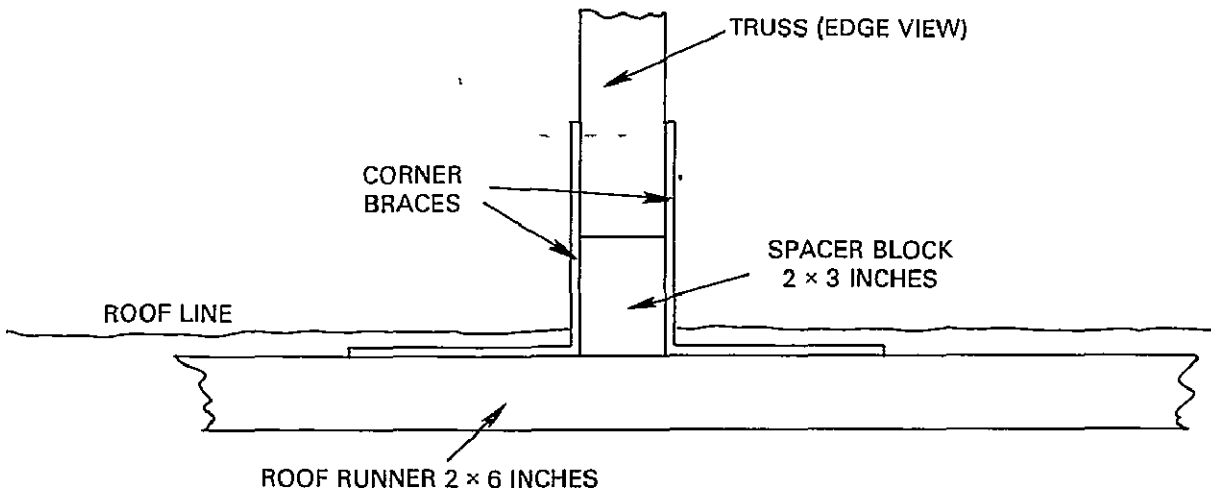 TRUSS (EDGE VIEW)
CORNER
BRACES
SPACER BLOCK
2 × 3 INCHES
ROOF LINE
ROOF RUNNER 2 × 6 INCHES